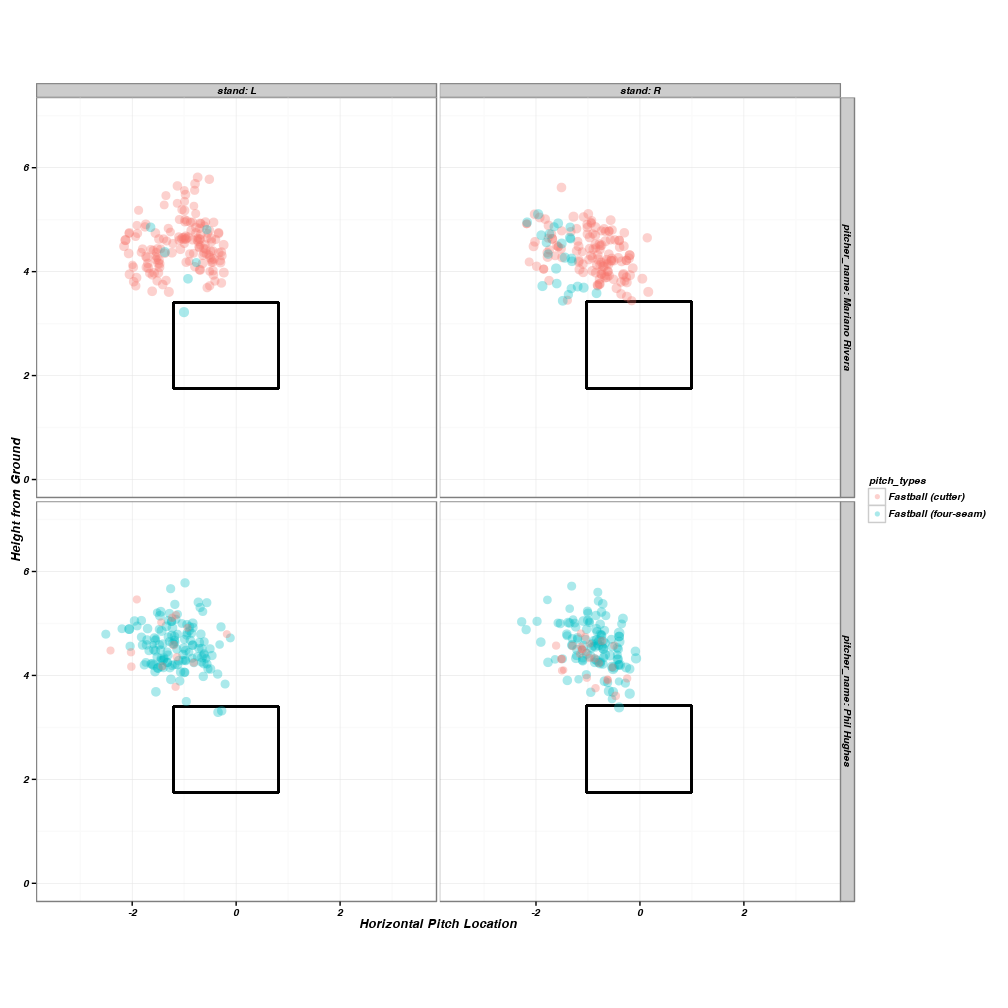 stand: L
stand: R
6
4
2
0
pitcher_name: Mariano Rivera
Height from Ground
pitch_types
Fastball (cutter)
Fastball (four-seam)
6
4
2
0
pitcher_name: Phil Hughes
-2
0
2
-2
0
2
Horizontal Pitch Location